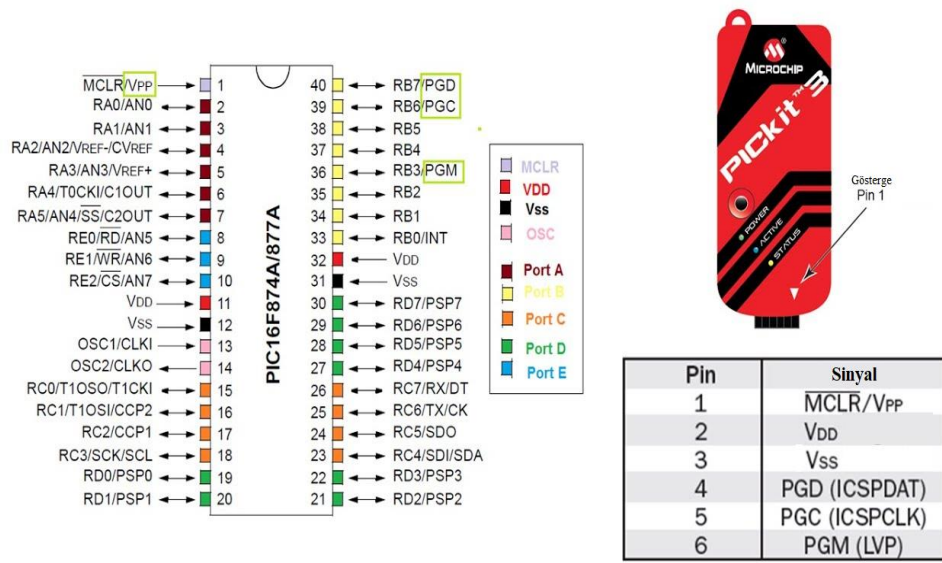 MCLR/VPP 1
RA0/AN0 2
RA1/AN1 3
RA2/AN2/VREF-/CVREF 4
RA3/AN3/VREF+ 5
RA4/T0CKI/C1OUT 6
RA5/AN4/SS/C2OUT 7
RE0/RD/AN5 8
RE1/WR/AN6 9
RE2/CS/AN7 10
VDD 11
VSS 12
OSC1/CLKI 13
OSC2/CLKO 14
RC0/T1OSO/T1CKI 15
RC1/T1OSI/CCP2 16
RC2/CCP1 17
RC3/SCK/SCL 18
RD0/PSP0 19
RD1/PSP1 20
PIC16F874A/877A
40 RB7/PGD
39 RB6/PGC
38 RB5
37 RB4
36 RB3/PGM
35 RB2
34 RB1
33 RB0/INT
32 VDD
31 VSS
30 RD7/PSP7
29 RD6/PSP6
28 RD5/PSP5
27 RD4/PSP4
26 RC7/RX/DT
25 RC6/TX/CK
24 RC5/SDO
23 RC4/SDI/SDA
22 RD3/PSP3
21 RD2/PSP2
MCLR
VDD
Vss
OSC
Port A
Port B
Port C
Port D
Port E
MICROCHIP
PICkit™ 3
POWER
ACTIVE
STATUS
Gösterge
Pin 1
Pin Sinyal
1 MCLR/VPP
2 VDD
3 VSS
4 PGD (ICSPDAT)
5 PGC (ICSPCLK)
6 PGM (LVP)